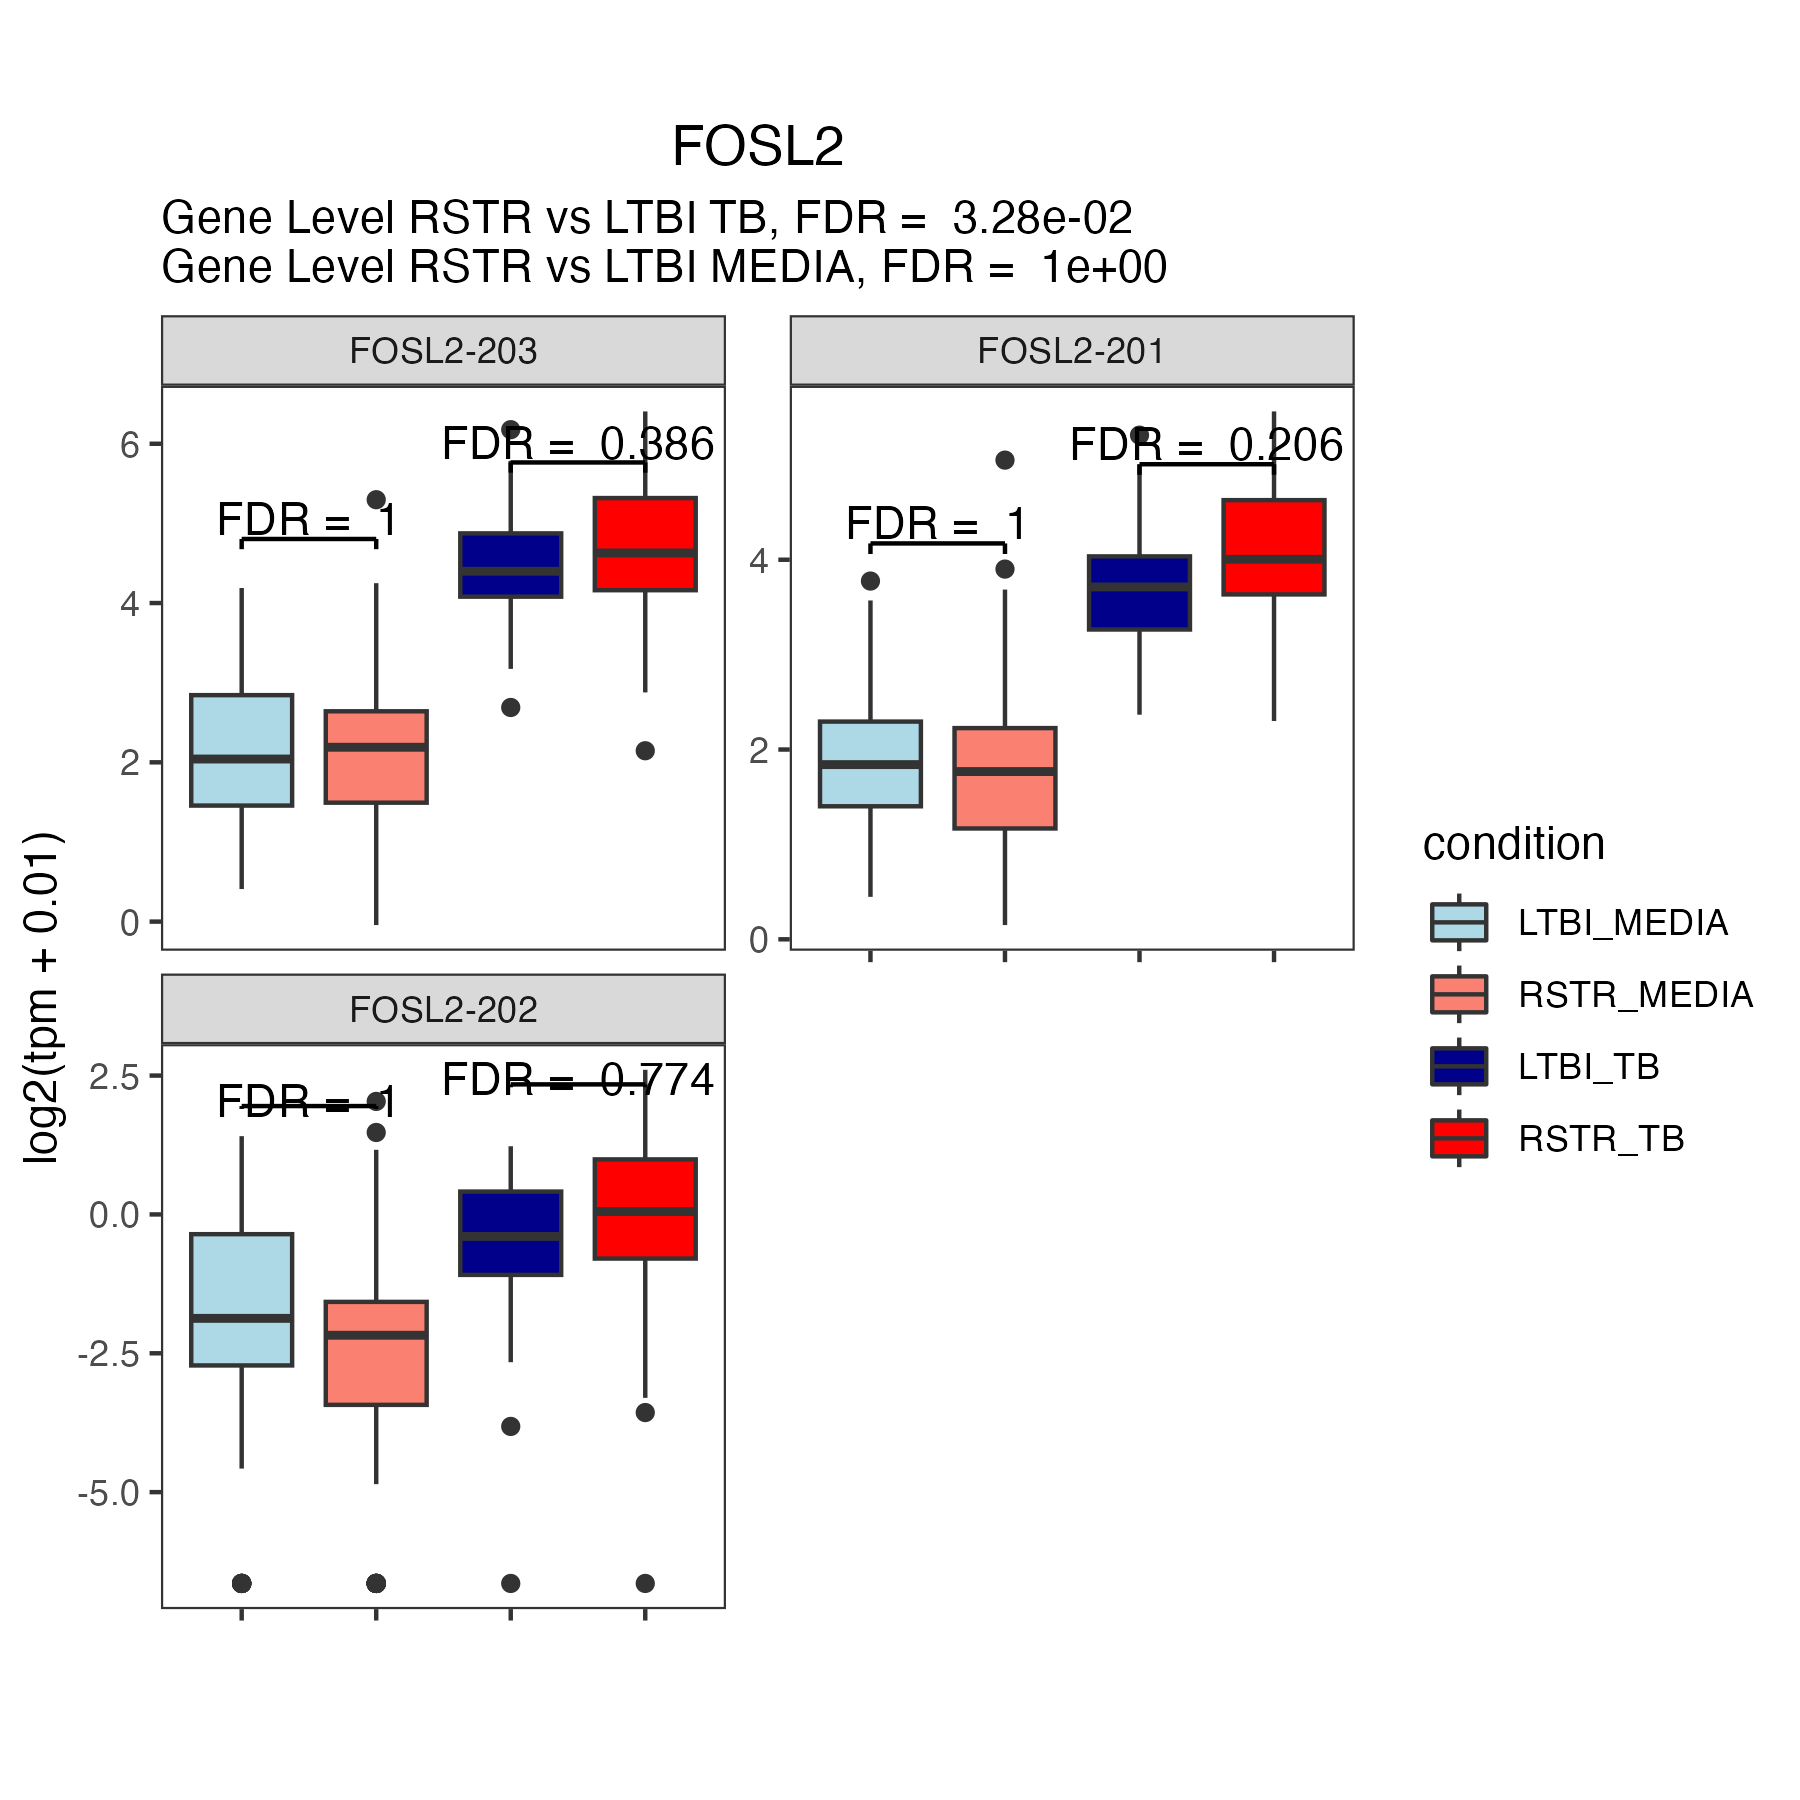 FOSL2
Gene Level RSTR vs LTBI TB, FDR =  3.28e-02
Gene Level RSTR vs LTBI MEDIA, FDR =  1e+00
FOSL2-203
FDR =  1
FDR =  0.386
6
4
2
0
FOSL2-201
FDR =  1
FDR =  0.206
4
2
0
FOSL2-202
FDR =  1
FDR =  0.774
2.5
0.0
-2.5
-5.0
log2(tpm + 0.01)
condition
LTBI_MEDIA
RSTR_MEDIA
LTBI_TB
RSTR_TB